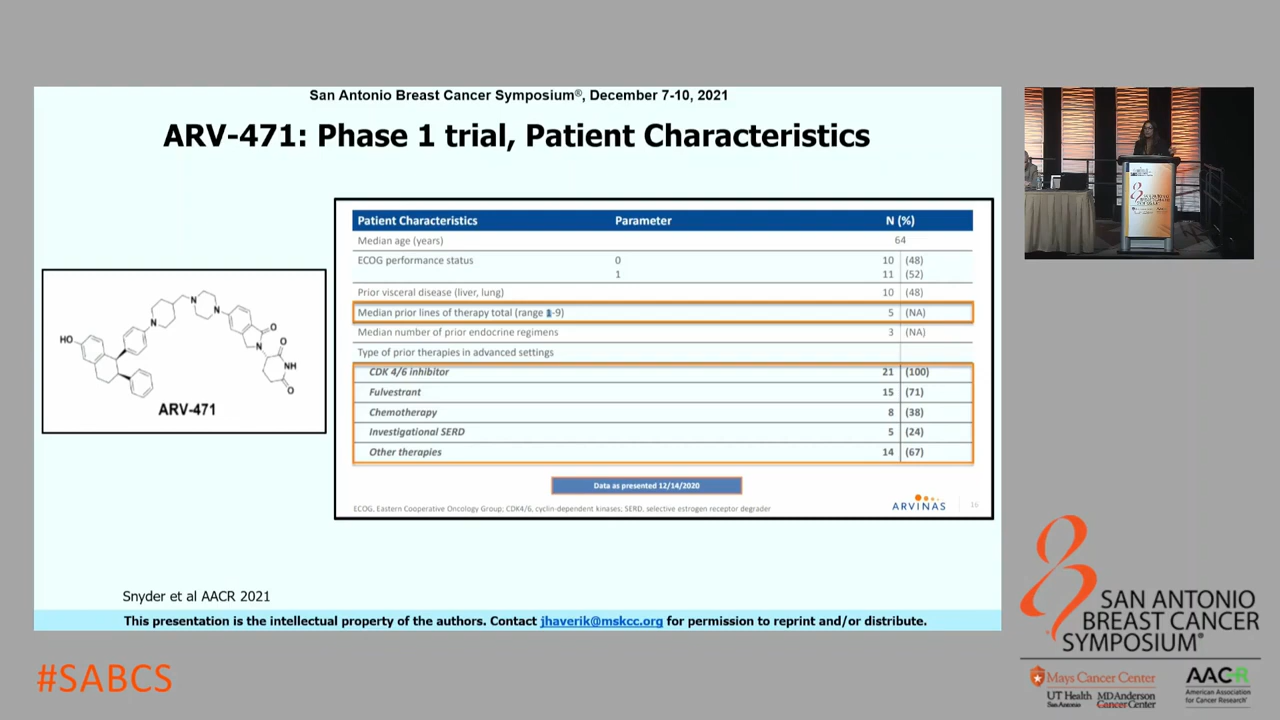 San Antonio Breast Cancer Symposium®, December 7-10, 2021
ARV-471: Phase 1 trial, Patient Characteristics
HO
N
N
N
O
N
O
NH
O
ARV-471
Patient Characteristics Parameter N (%)
Median age (years) 64
ECOG performance status 0 10 (48)
1 11 (52)
Prior visceral disease (liver, lung) 10 (48)
Median prior lines of therapy total (range 1-9) 5 (NA)
Median number of prior endocrine regimens 3 (NA)
Type of prior therapies in advanced settings
CDK 4/6 inhibitor 21 (100)
Fulvestrant 15 (71)
Chemotherapy 8 (38)
Investigational SERD 5 (24)
Other therapies 14 (67)
Data as presented 12/14/2020
ECOG, Eastern Cooperative Oncology Group; CDK4/6, cyclin-dependent kinases; SERD, selective estrogen receptor degrader
ARVINAS 16
Snyder et al AACR 2021
This presentation is the intellectual property of the authors. Contact jhaverik@mskcc.org for permission to reprint and/or distribute.
#SABCS
SAN ANTONIO
BREAST CANCER
SYMPOSIUM®
Mays Cancer Center
UT Health
San Antonio
MD Anderson
Cancer Center
AACR
American Association
for Cancer Research®